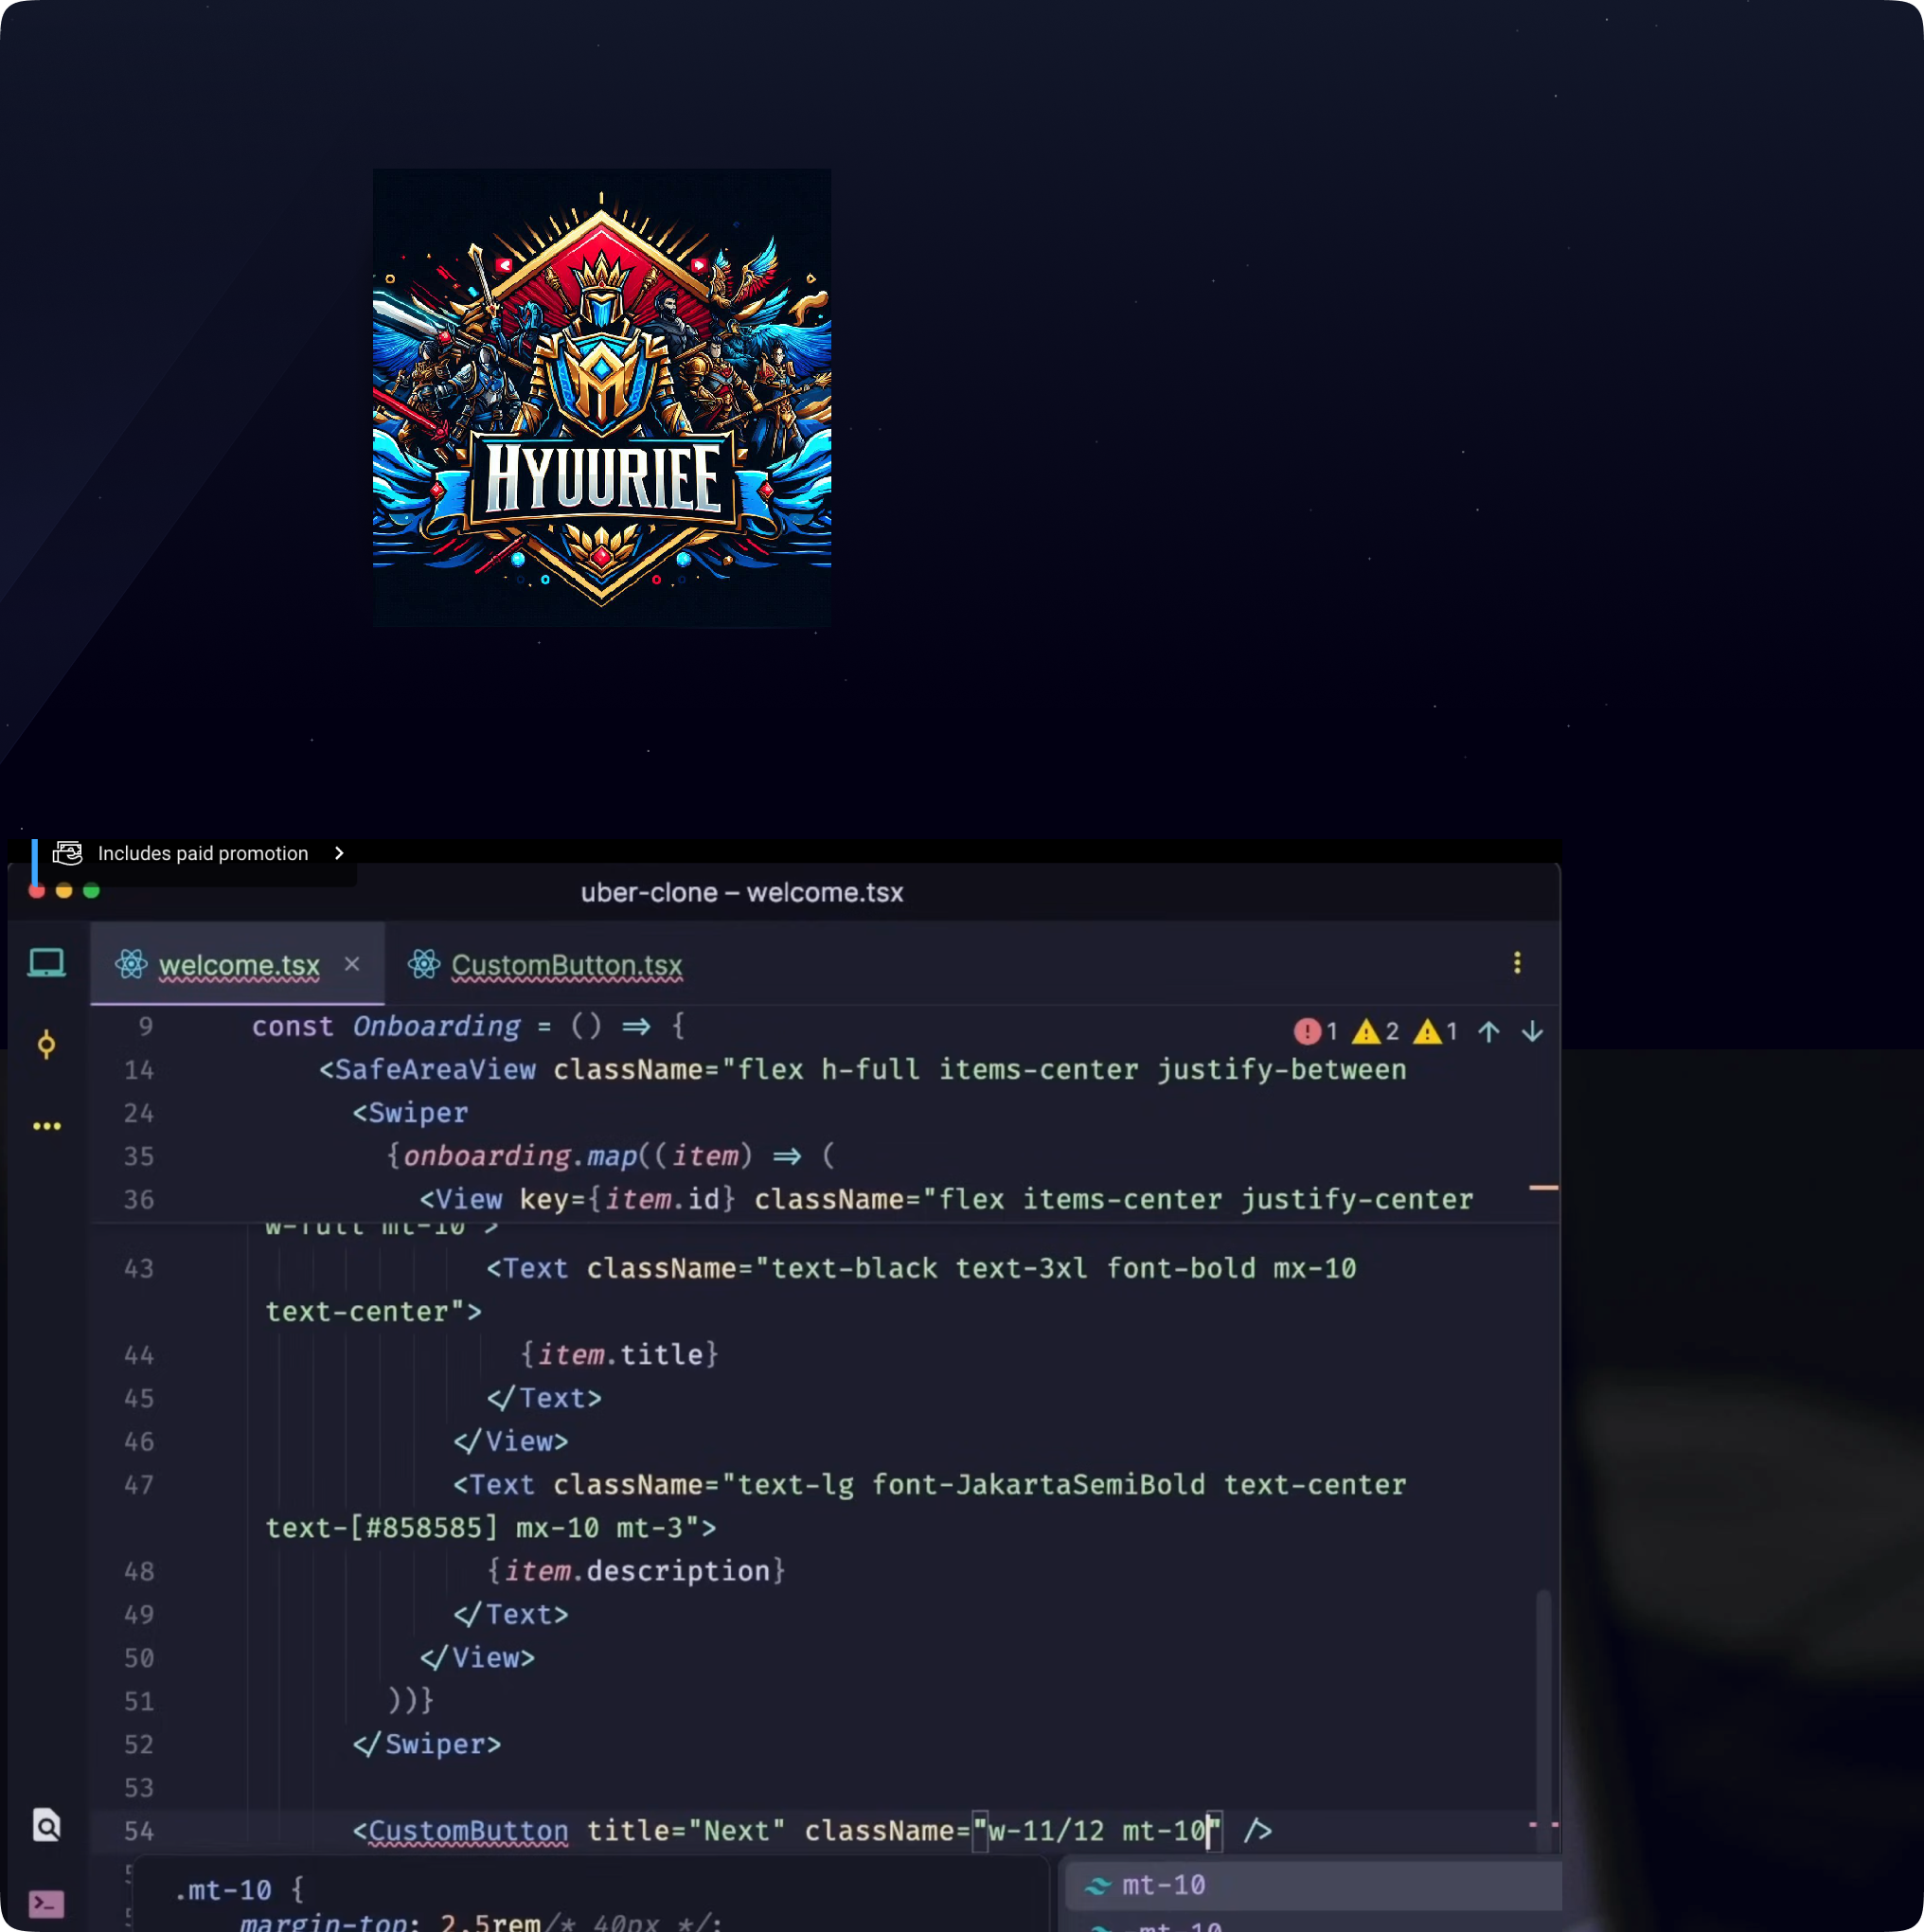 HYUURIEE
Includes paid promotion
uber-clone – welcome.tsx
welcome.tsx
CustomButton.tsx
9 const Onboarding = () => {
1 2 1
14 <SafeAreaView className="flex h-full items-center justify-between
24 <Swiper
35 {onboarding.map((item) => (
36 <View key={item.id} className="flex items-center justify-center
w-full mt-10">
43 <Text className="text-black text-3xl font-bold mx-10
text-center">
44 {item.title}
45 </Text>
46 </View>
47 <Text className="text-lg font-JakartaSemiBold text-center
text-[#858585] mx-10 mt-3">
48 {item.description}
49 </Text>
50 </View>
51 ))}
52 </Swiper>
53
54 <CustomButton title="Next" className="w-11/12 mt-10" />
.mt-10 {
margin-top: 2.5rem/* 40px */;
mt-10
-mt-10